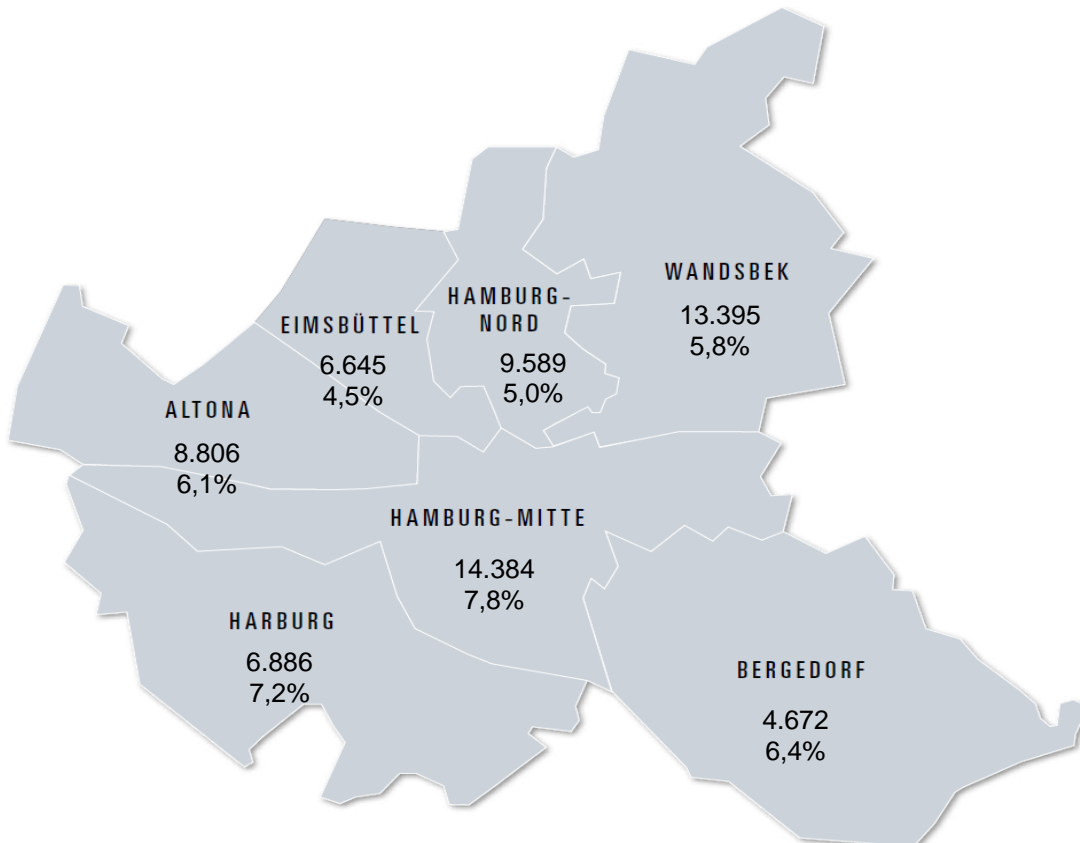 WANDSBEK
13.395
5,8%
HAMBURG-
NORD
9.589
5,0%
EIMSBÜTTEL
6.645
4,5%
ALTONA
8.806
6,1%
HAMBURG-MITTE
14.384
7,8%
HARBURG
6.886
7,2%
BERGEDORF
4.672
6,4%